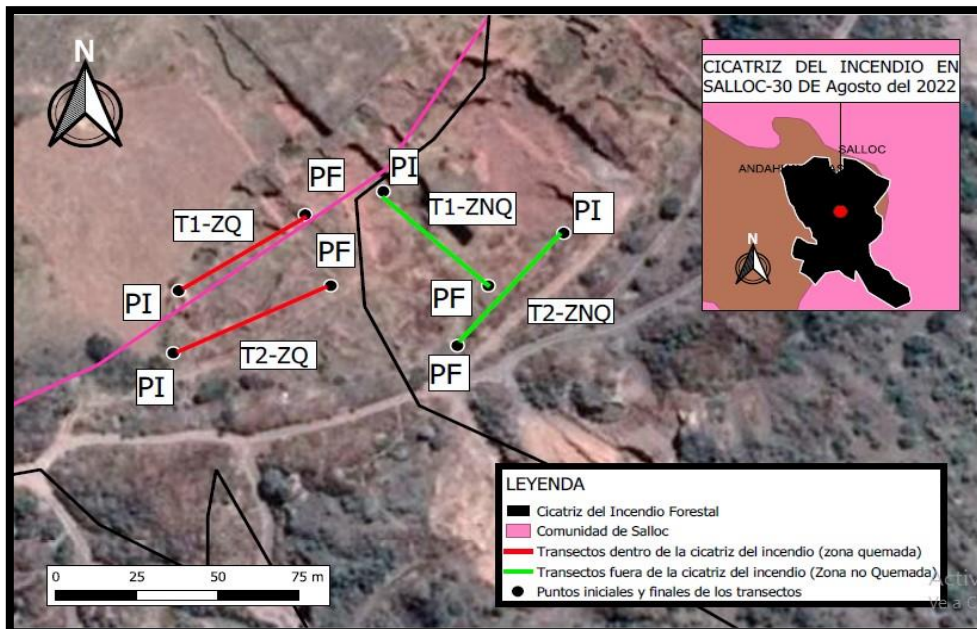 N
CICATRIZ DEL INCENDIO EN
SALLOC-30 DE Agosto del 2022
SALLOC
N
PF
PI
T1-ZQ
T1-ZNQ
PI
PF
PI
PF
T2-ZNQ
T2-ZQ
PI
PF
LEYENDA
Cicatriz del Incendio Forestal
Comunidad de Salloc
Transectos dentro de la cicatriz del incendio (zona quemada)
Transectos fuera de la cicatriz del incendio (Zona no Quemada)
Puntos iniciales y finales de los transectos
0 25 50 75 m